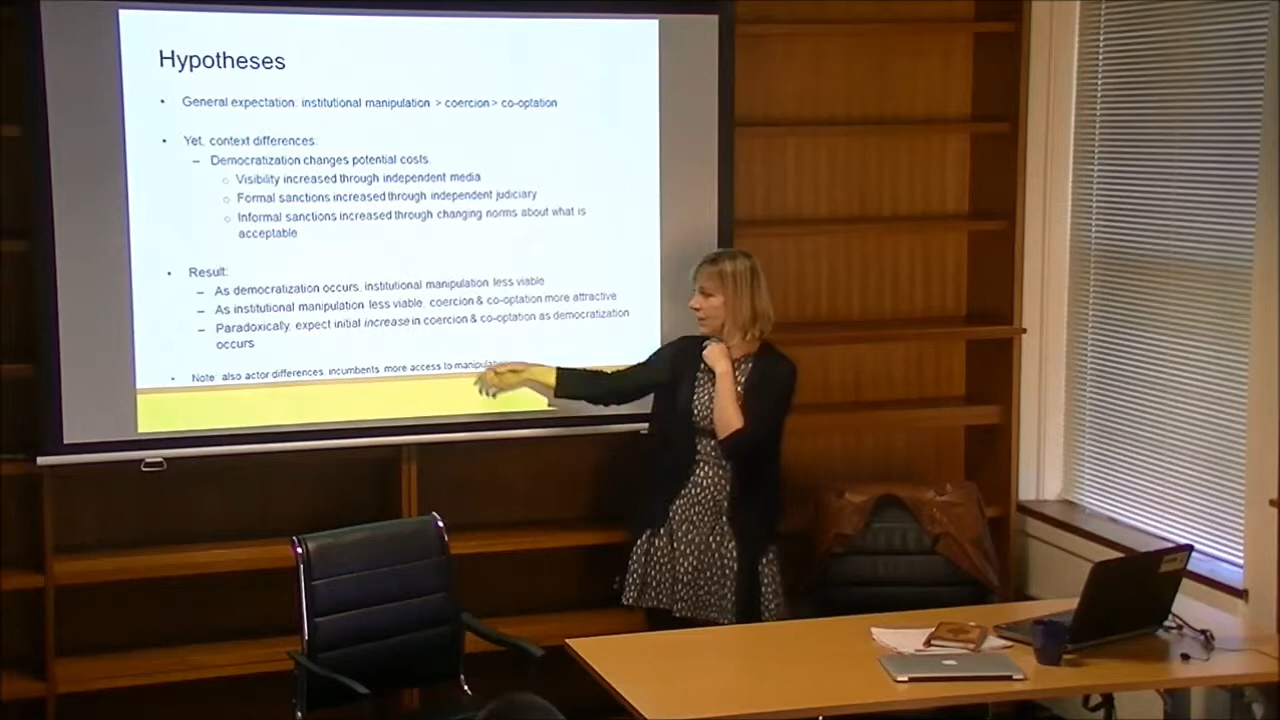 Hypotheses
• General expectation: institutional manipulation > coercion > co-optation
• Yet, context differences:
– Democratization changes potential costs.
○ Visibility increased through independent media
○ Formal sanctions increased through independent judiciary
○ Informal sanctions increased through changing norms about what is
acceptable
• Result:
– As democratization occurs, institutional manipulation less viable
– As institutional manipulation less viable, coercion & co-optation more attractive
– Paradoxically, expect initial increase in coercion & co-optation as democratization
occurs
• Note: also actor differences, incumbents more access to